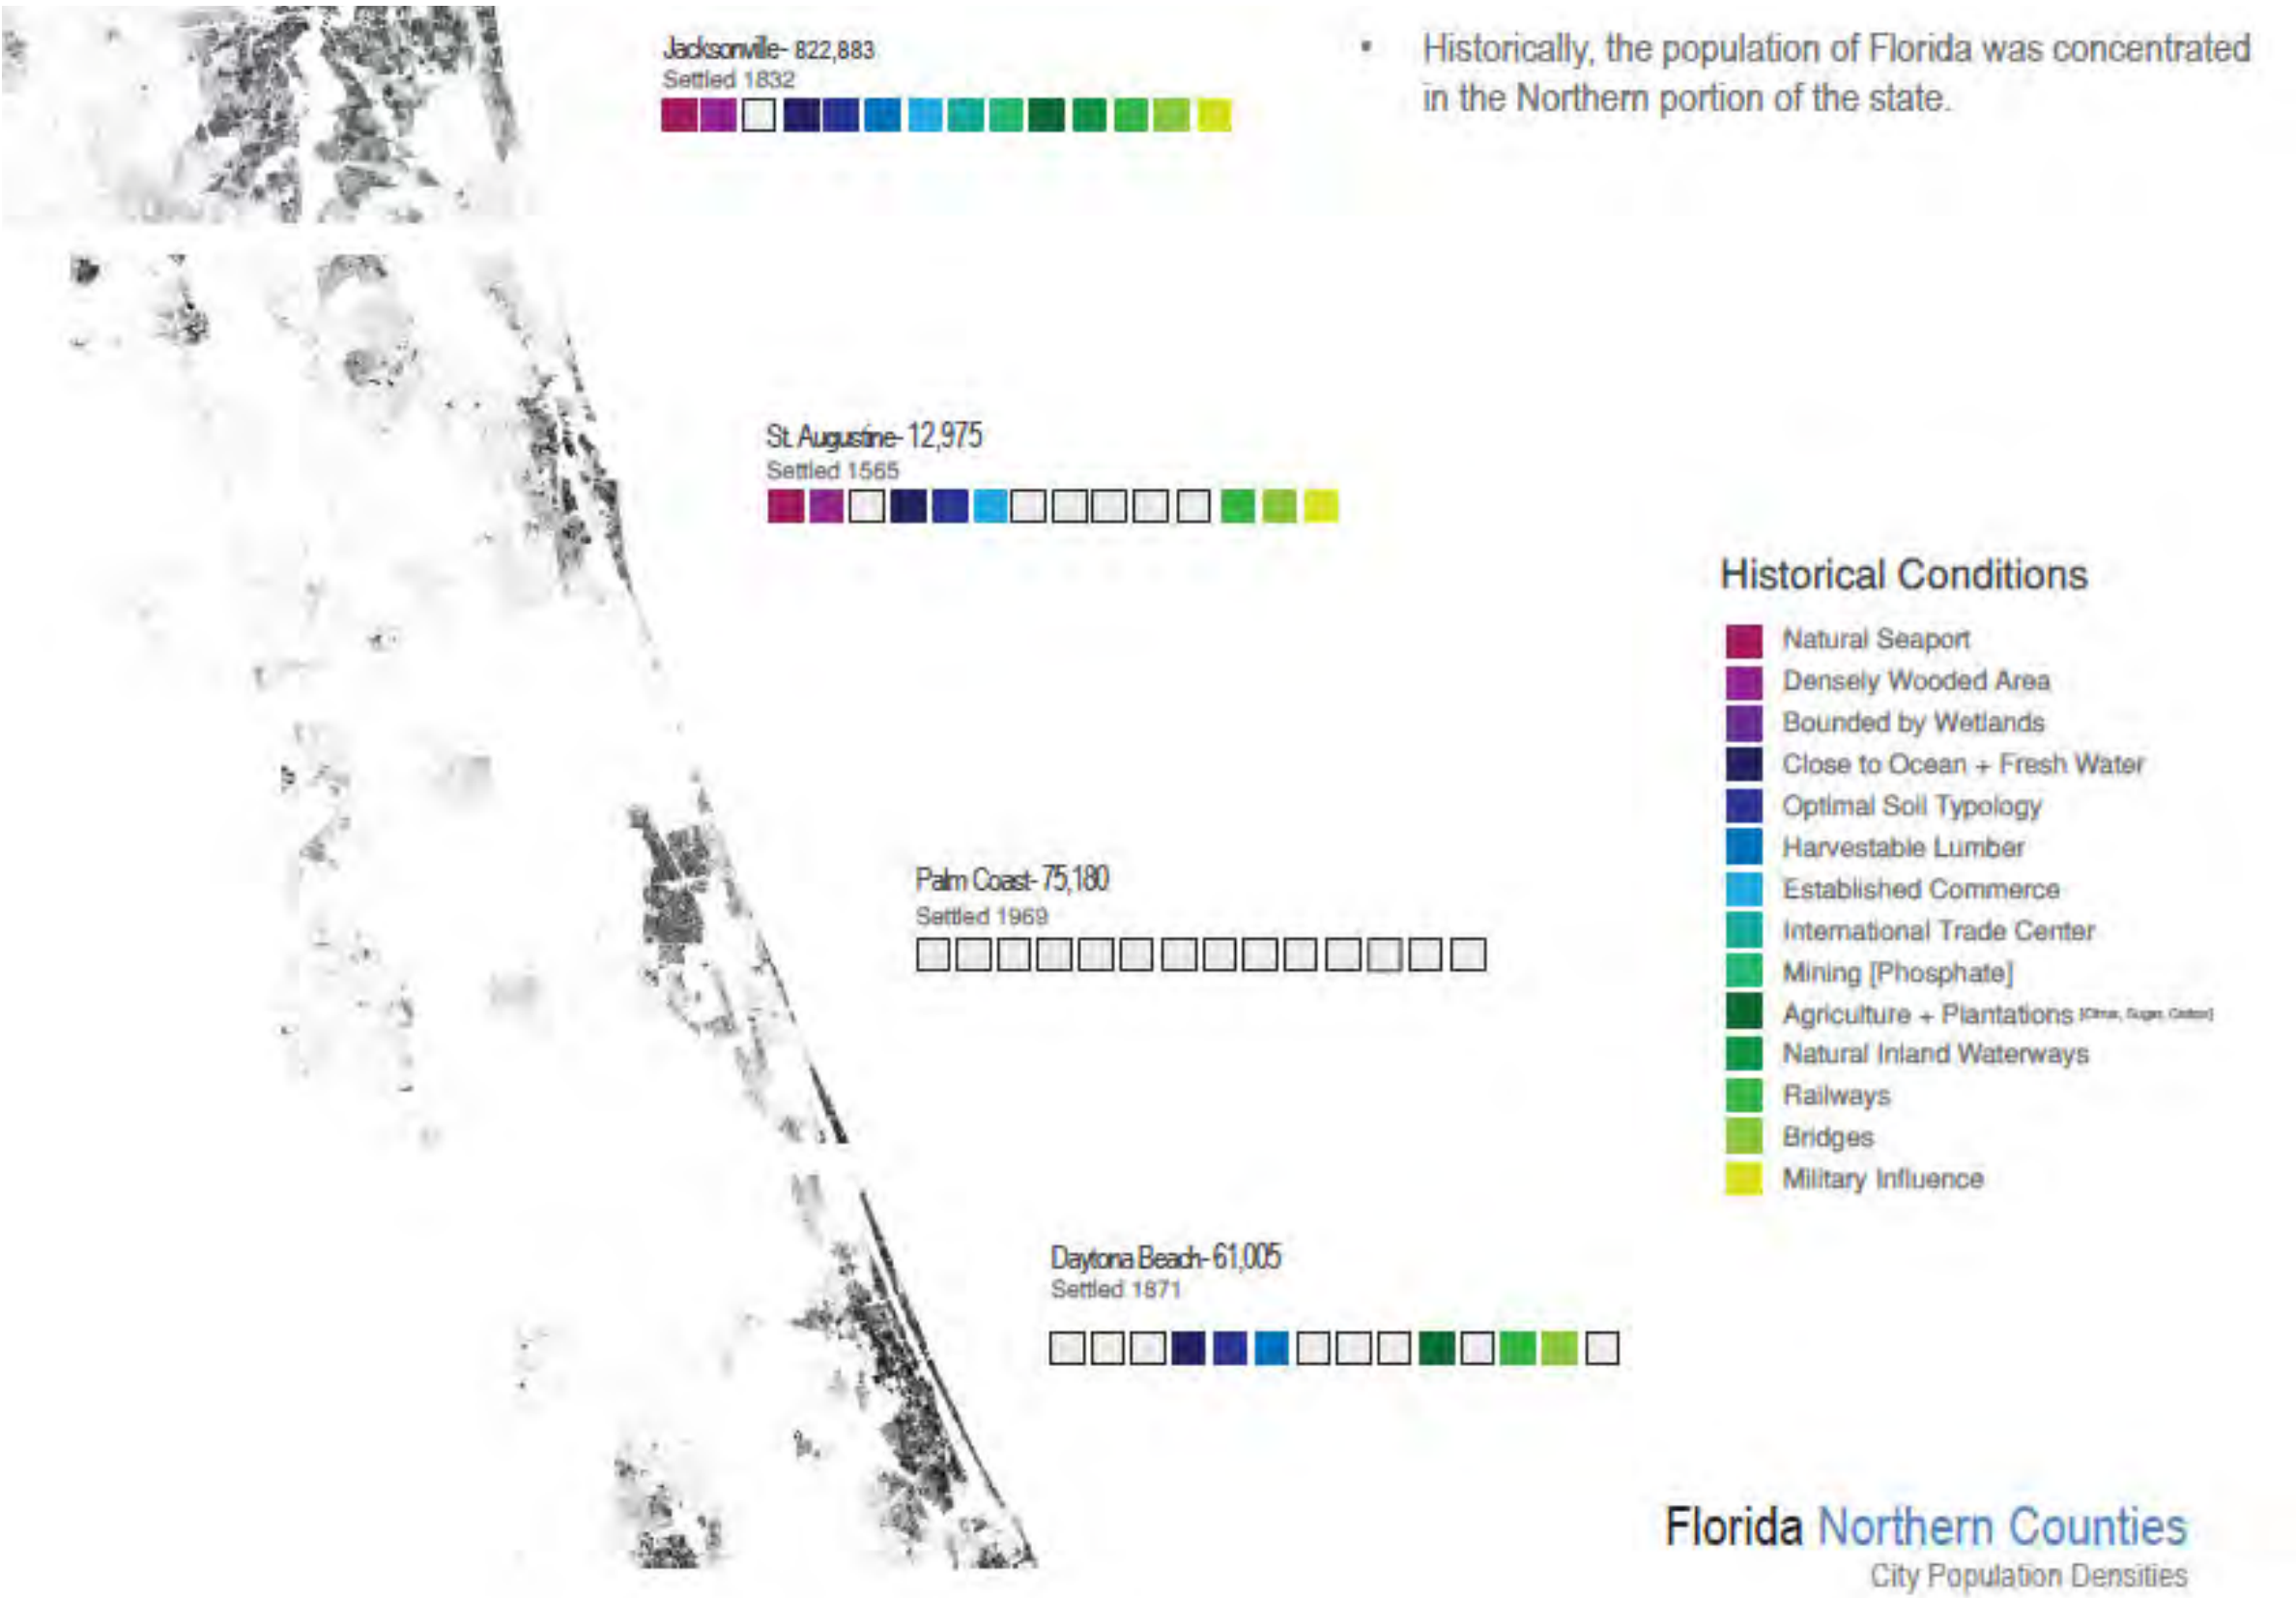 Jacksonville- 822,883
Settled 1832
• Historically, the population of Florida was concentrated
in the Northern portion of the state.
St. Augustine- 12,975
Settled 1565
Palm Coast- 75,180
Settled 1969
Daytona Beach- 61,005
Settled 1871
Historical Conditions
Natural Seaport
Densely Wooded Area
Bounded by Wetlands
Close to Ocean + Fresh Water
Optimal Soil Typology
Harvestable Lumber
Established Commerce
International Trade Center
Mining [Phosphate]
Agriculture + Plantations [Citrus, Sugar, Cotton]
Natural Inland Waterways
Railways
Bridges
Military Influence
Florida Northern Counties
City Population Densities